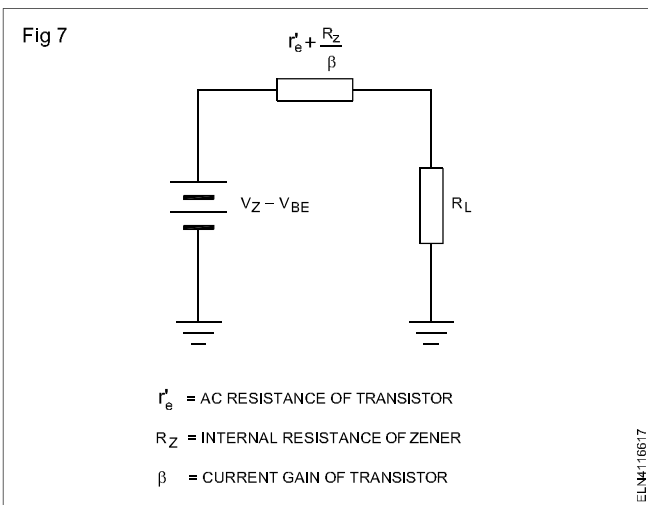 Fig 7
r'e + RZ/β
VZ – VBE
RL
r'e = AC RESISTANCE OF TRANSISTOR
RZ = INTERNAL RESISTANCE OF ZENER
β = CURRENT GAIN OF TRANSISTOR
ELN4116617